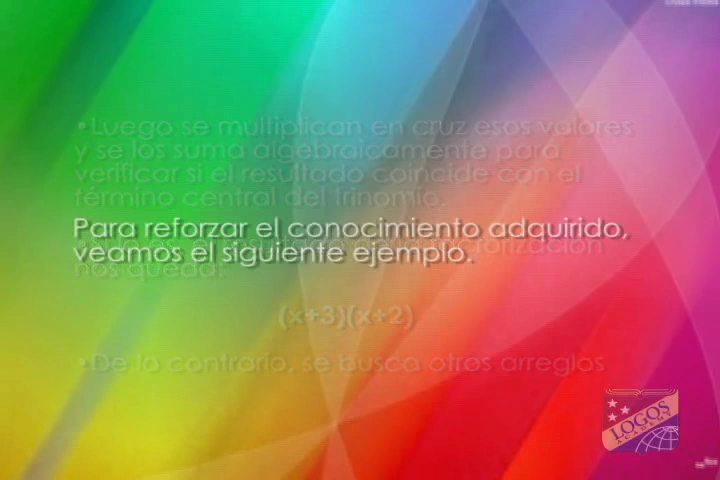 •Luego se multiplican en cruz esos valores
y se los suma algebraicamente para
verificar si el resultado coincide con el
término central del trinomio.
Para reforzar el conocimiento adquirido,
veamos el siguiente ejemplo.
factorización
nos queda:
(x+3)(x+2)
•De lo contrario, se busca otros arreglos
LOGOS
ACADEMY